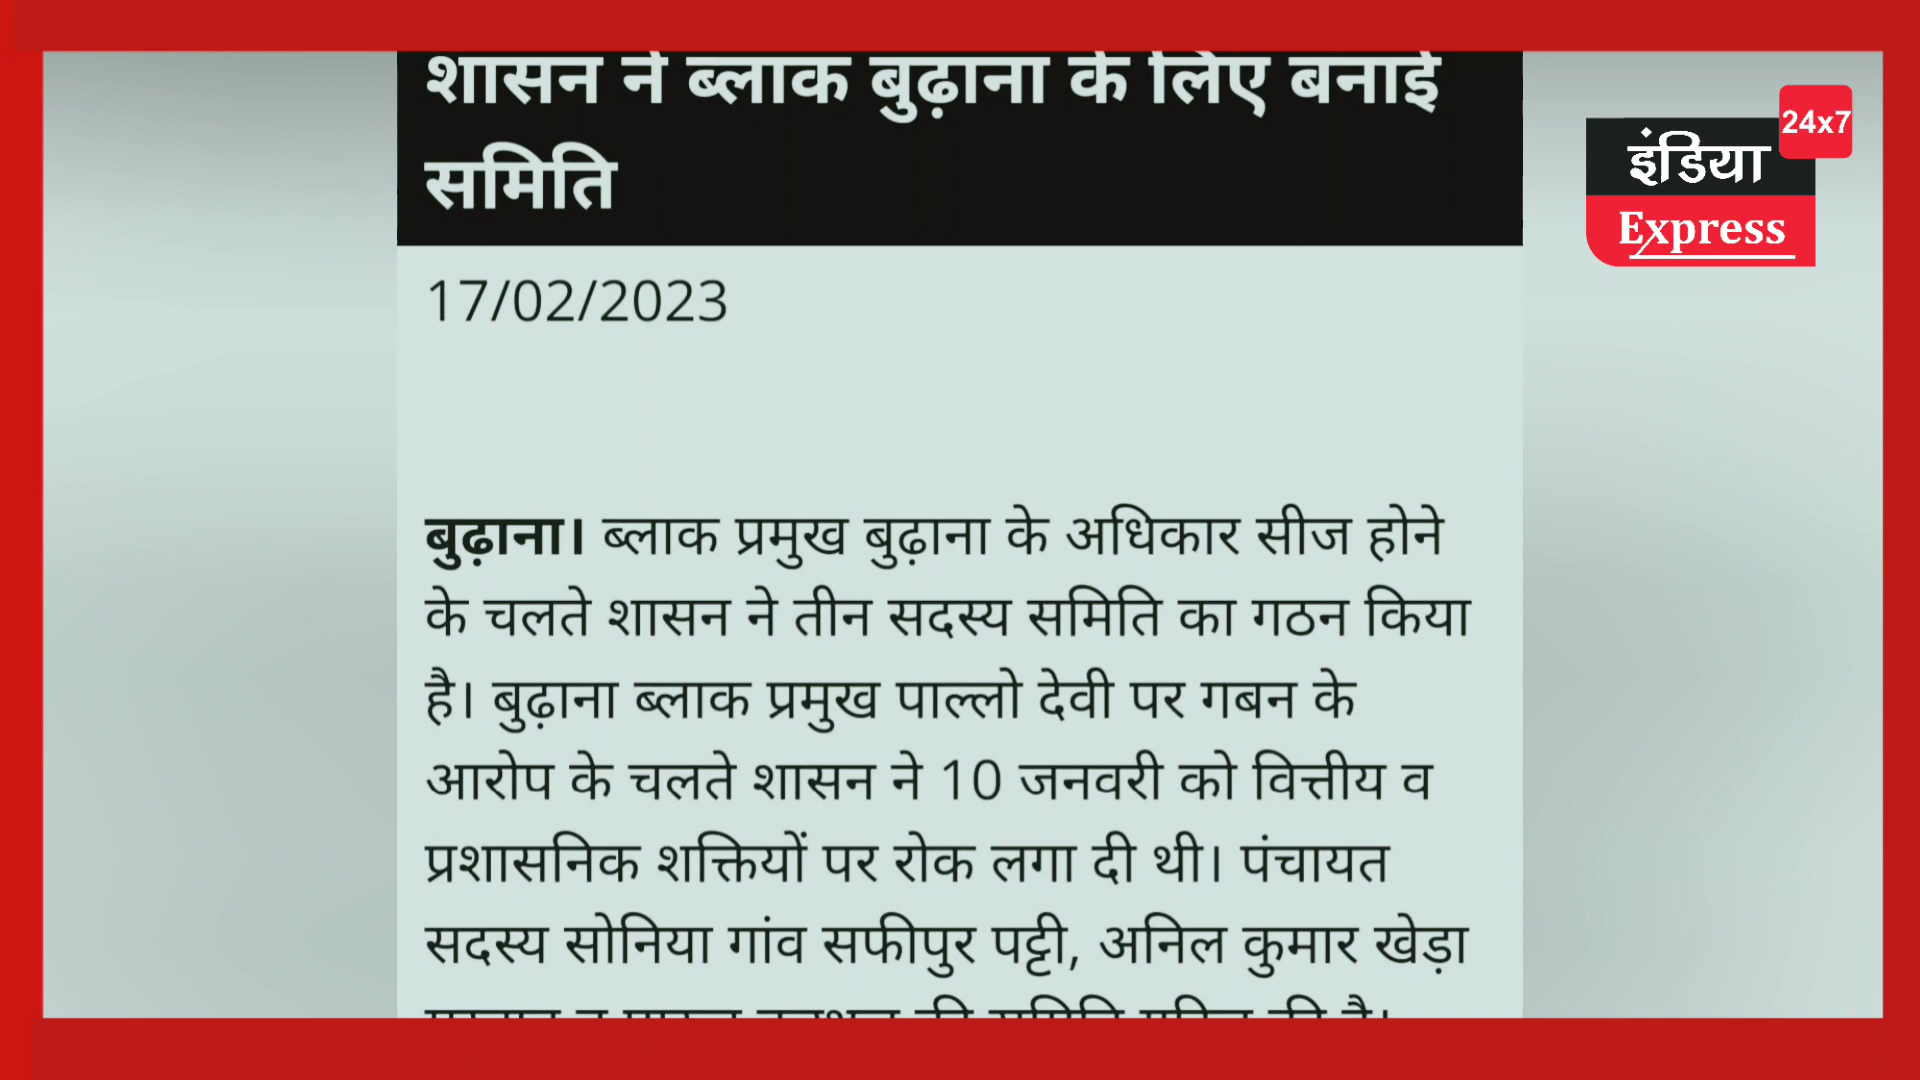 शासन ने ब्लाक बुढ़ाना के लिए बनाई
समिति
24x7
इंडिया
Express
17/02/2023
बुढ़ाना। ब्लाक प्रमुख बुढ़ाना के अधिकार सीज होने
के चलते शासन ने तीन सदस्य समिति का गठन किया
है। बुढ़ाना ब्लाक प्रमुख पाल्लो देवी पर गबन के
आरोप के चलते शासन ने 10 जनवरी को वित्तीय व
प्रशासनिक शक्तियों पर रोक लगा दी थी। पंचायत
सदस्य सोनिया गांव सफीपुर पट्टी, अनिल कुमार खेड़ा